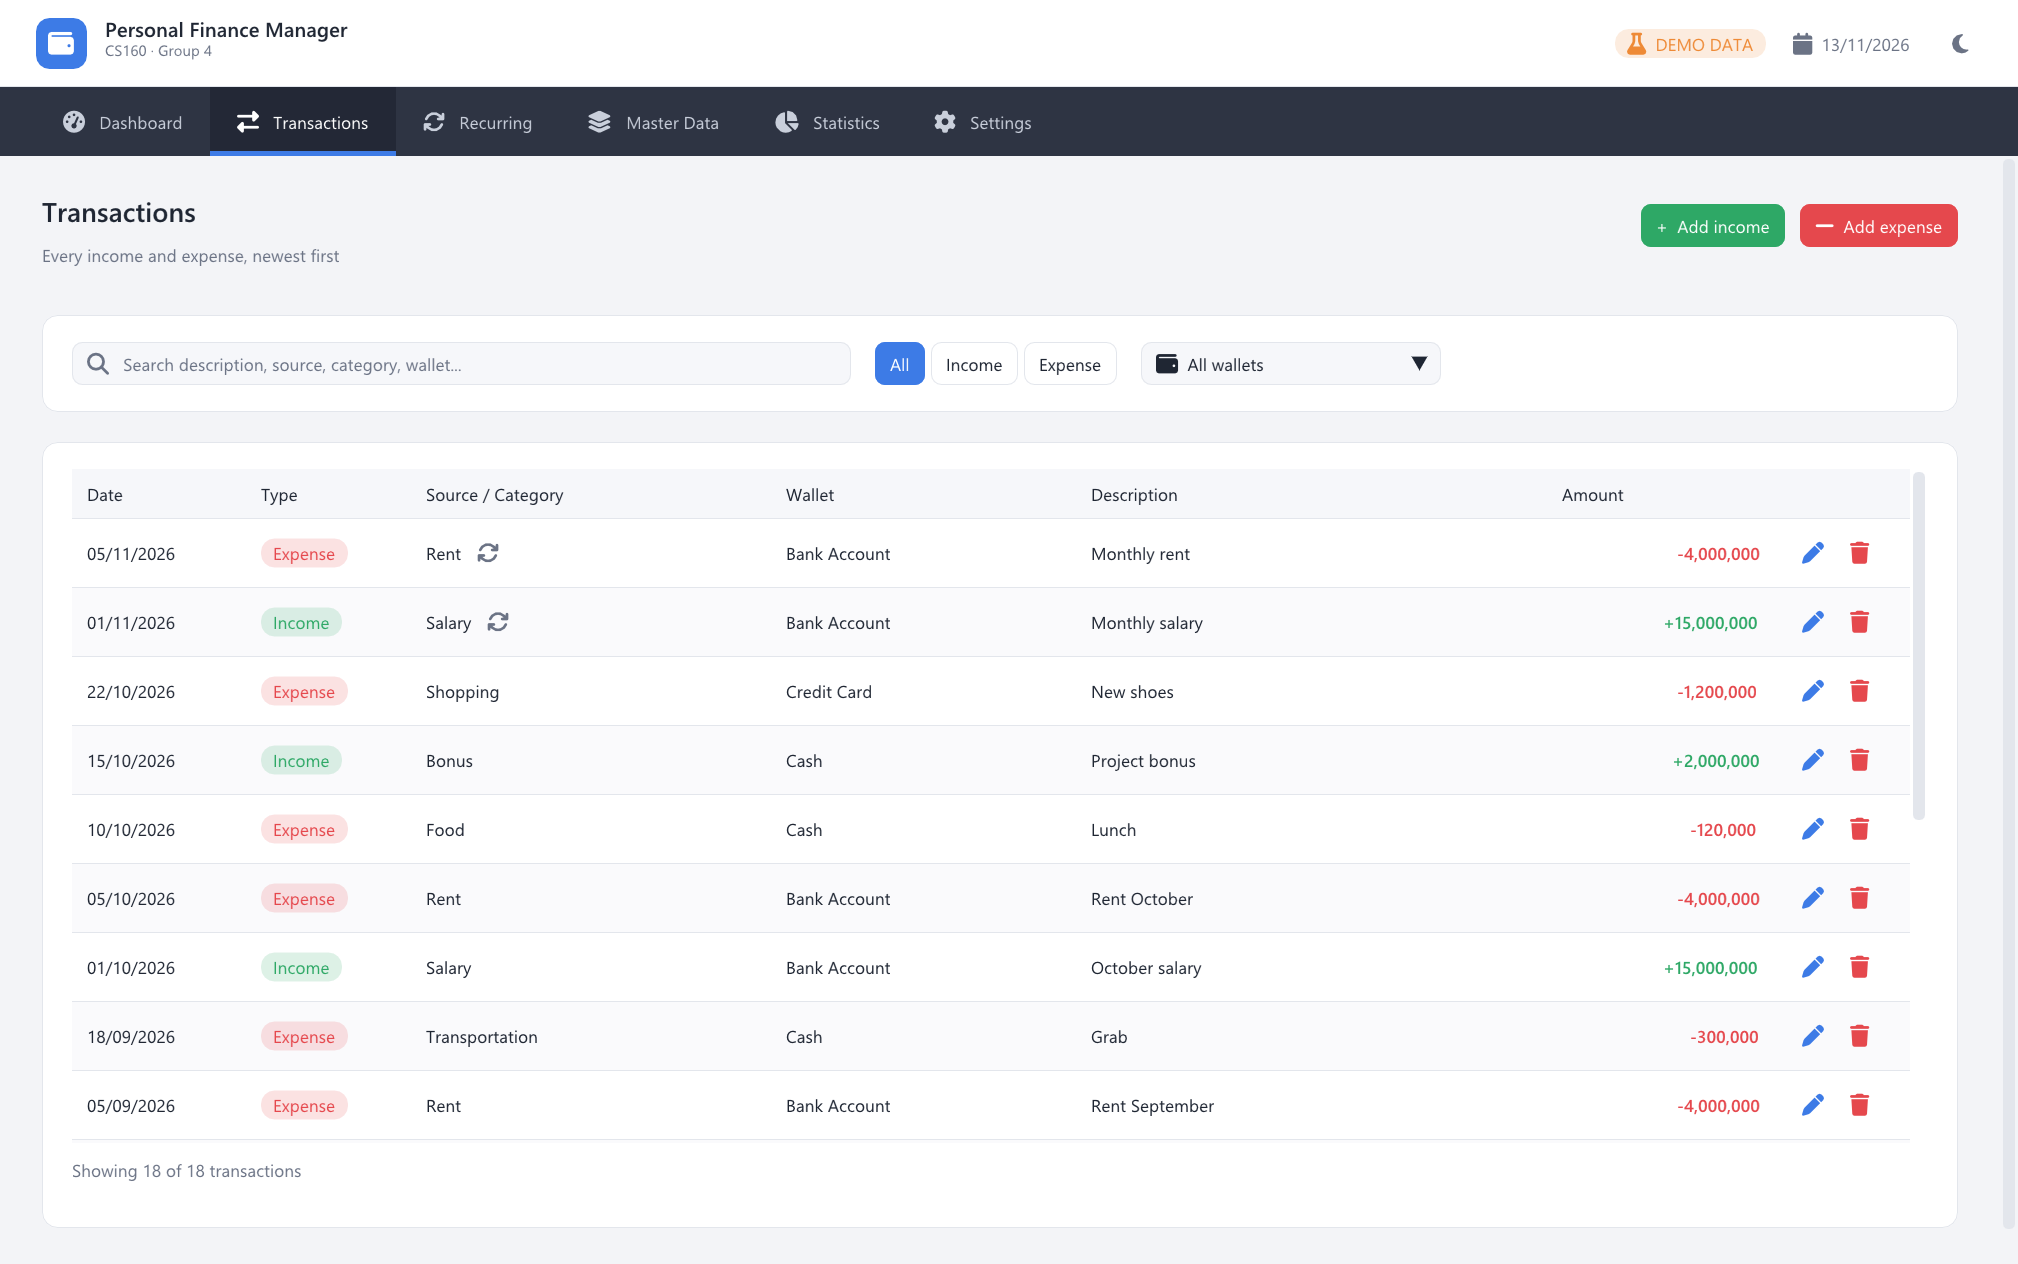 Personal Finance Manager
CS160 · Group 4
DEMO DATA
13/11/2026
Dashboard
Transactions
Recurring
Master Data
Statistics
Settings
Transactions
Every income and expense, newest first
+ Add income
— Add expense
Search description, source, category, wallet...
All
Income
Expense
All wallets
Date Type Source / Category Wallet Description Amount
05/11/2026 Expense Rent Bank Account Monthly rent -4,000,000
01/11/2026 Income Salary Bank Account Monthly salary +15,000,000
22/10/2026 Expense Shopping Credit Card New shoes -1,200,000
15/10/2026 Income Bonus Cash Project bonus +2,000,000
10/10/2026 Expense Food Cash Lunch -120,000
05/10/2026 Expense Rent Bank Account Rent October -4,000,000
01/10/2026 Income Salary Bank Account October salary +15,000,000
18/09/2026 Expense Transportation Cash Grab -300,000
05/09/2026 Expense Rent Bank Account Rent September -4,000,000
Showing 18 of 18 transactions